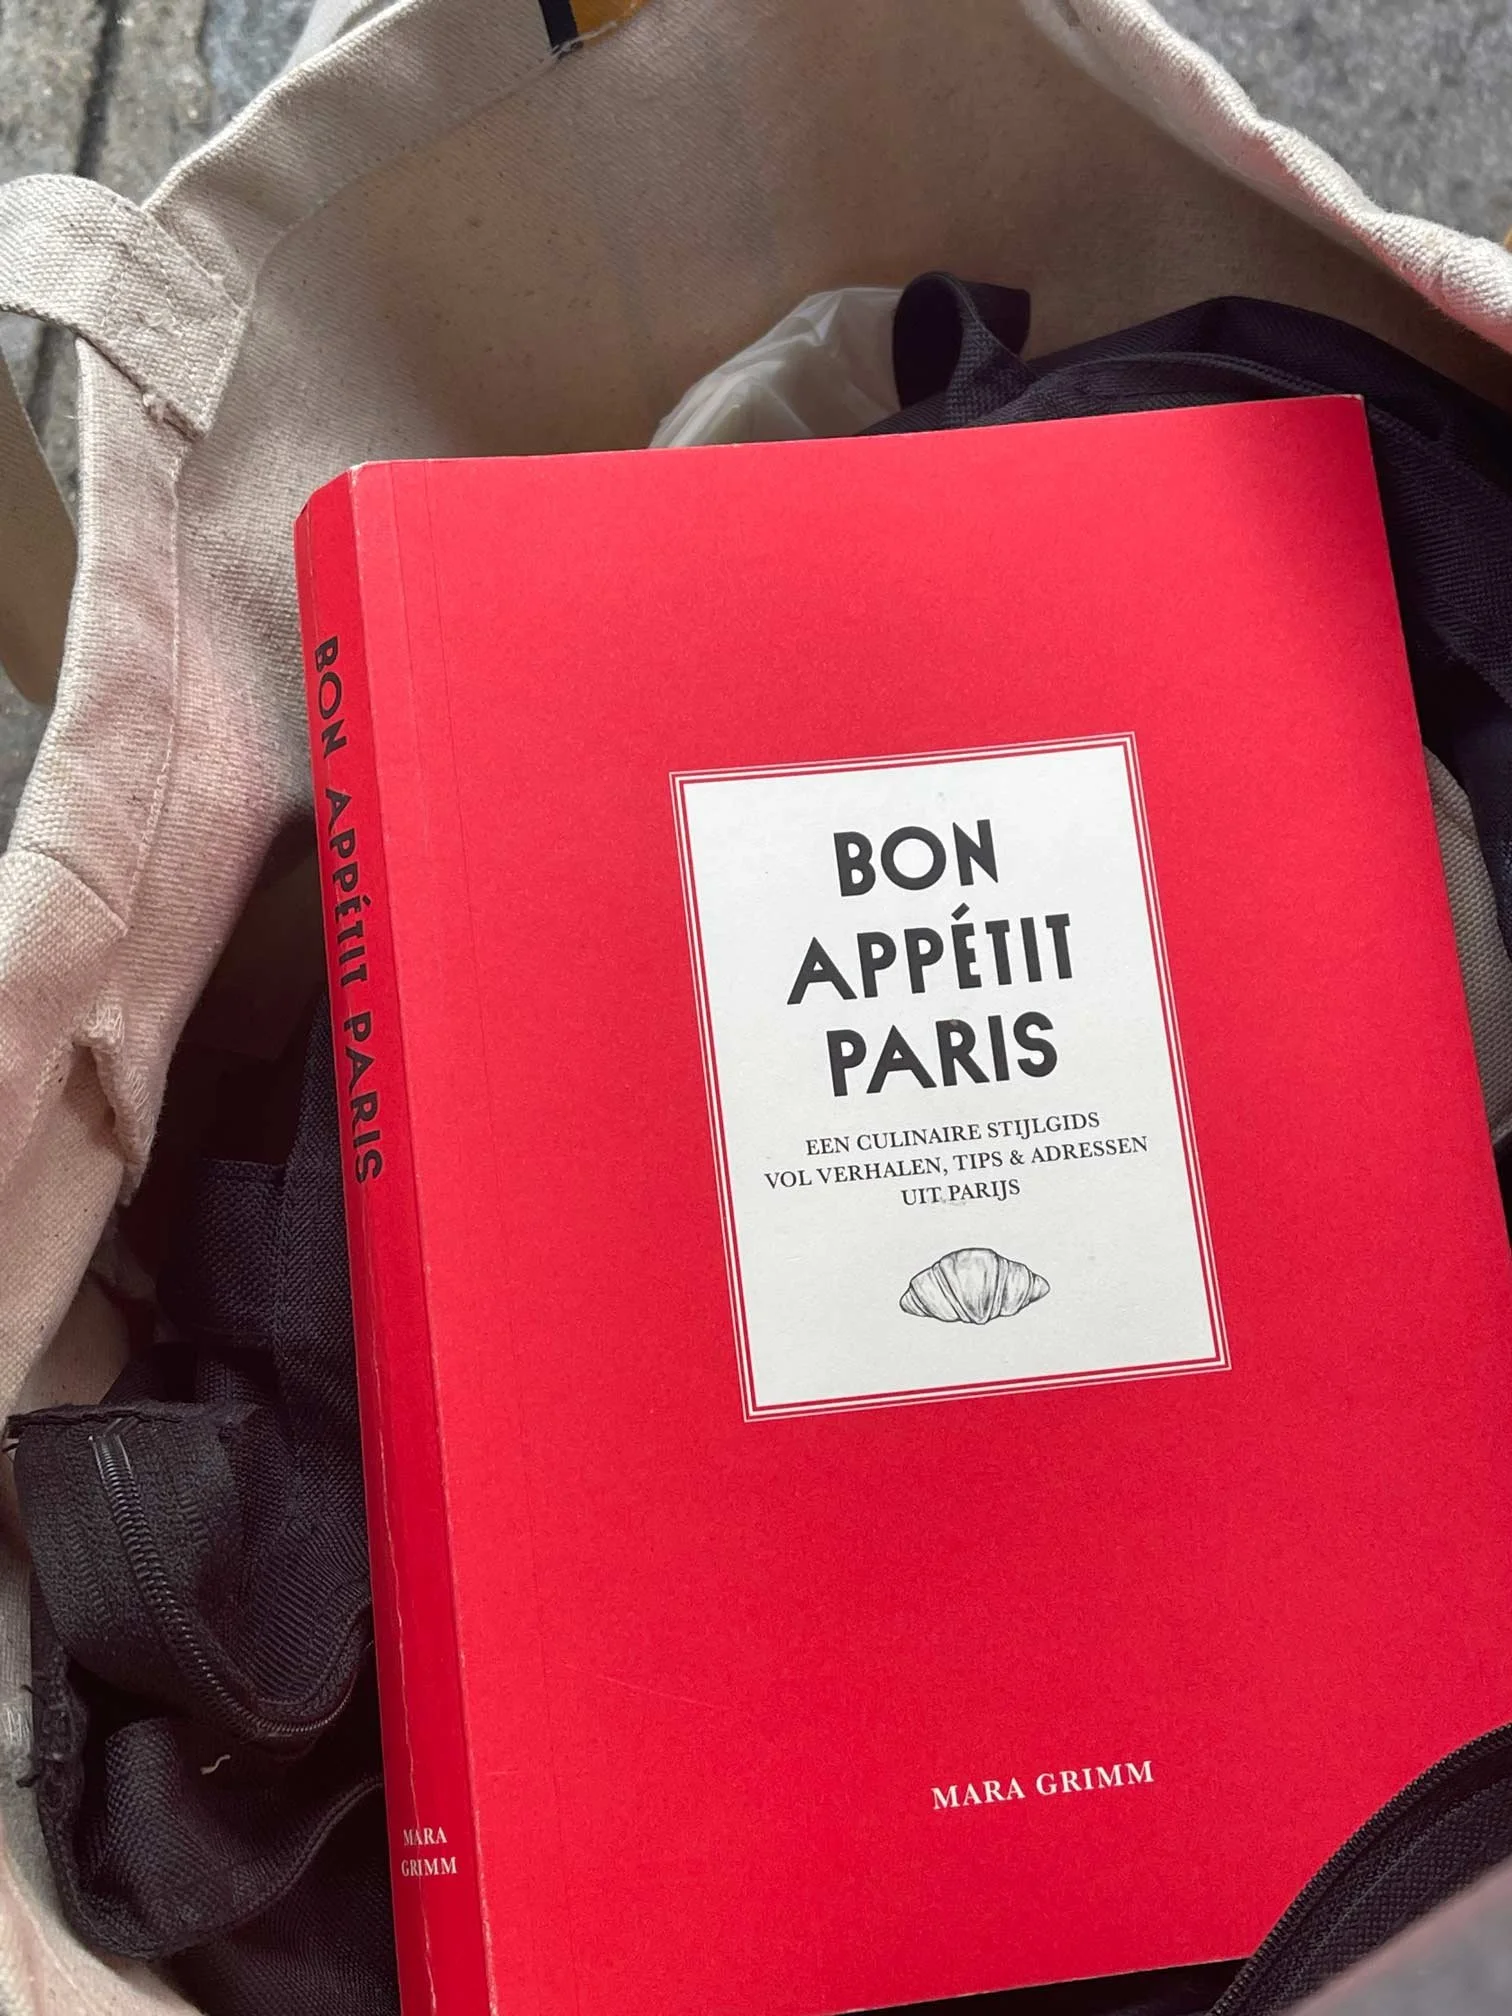 BON APPÉTIT PARIS
MARA
GRIMM
BON
APPÉTIT
PARIS
EEN CULINAIRE STIJLGIDS
VOL VERHALEN, TIPS & ADRESSEN
UIT PARIJS
MARA GRIMM